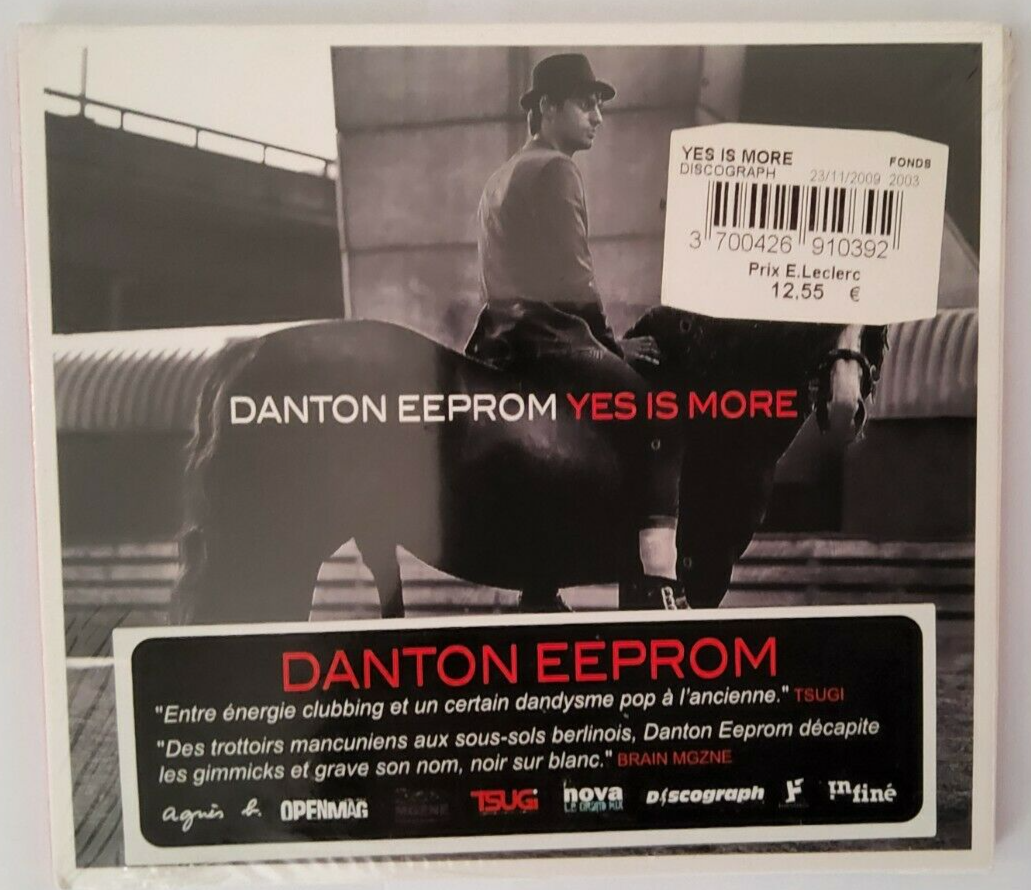 YES IS MORE FONDS
DISCOGRAPH 23/11/2009 2003
3 700426 910392
Prix E.Leclerc
12,55 €
DANTON EEPROM YES IS MORE
DANTON EEPROM
"Entre énergie clubbing et un certain dandysme pop à l'ancienne." TSUGI
"Des trottoirs mancuniens aux sous-sols berlinois, Danton Eeprom décapite
les gimmicks et grave son nom, noir sur blanc." BRAIN MGZNE
agnès b. OPENMAG TSUGI nova Discograph infiné